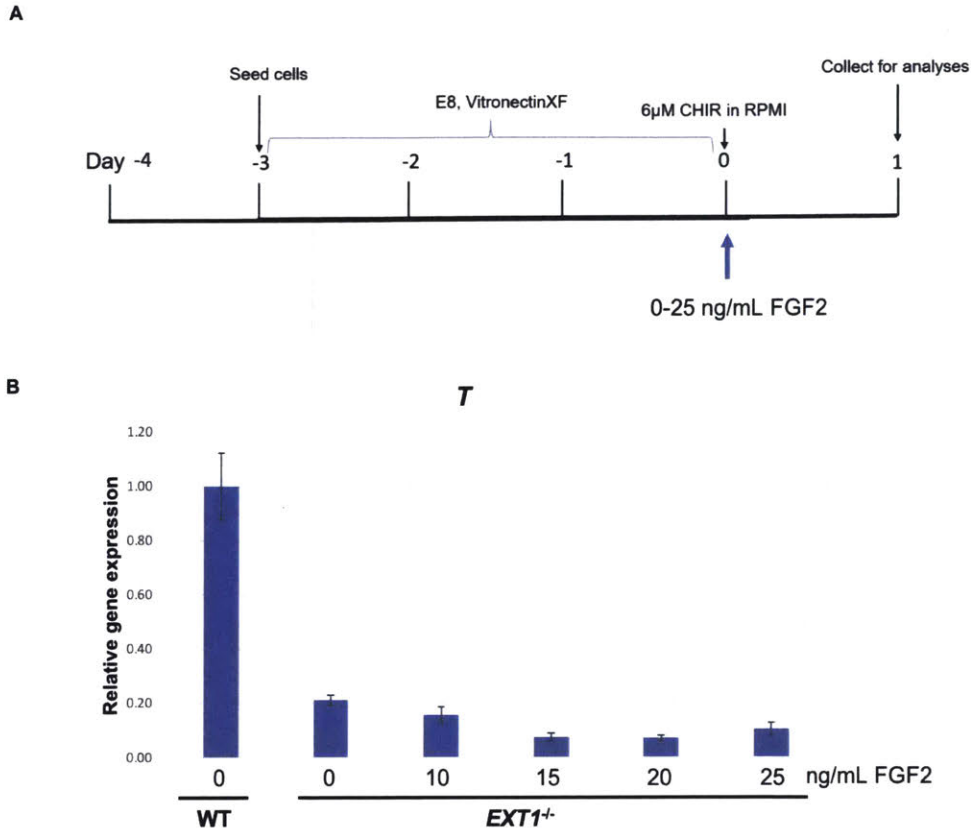 A
Seed cells
Collect for analyses
E8, VitronectinXF
6μM CHIR in RPMI
Day -4 -3 -2 -1 0 1
0-25 ng/mL FGF2
B
T
1.20
1.00
0.80
0.60
0.40
0.20
0.00
Relative gene expression
0 0 10 15 20 25 ng/mL FGF2
WT EXT1-/-